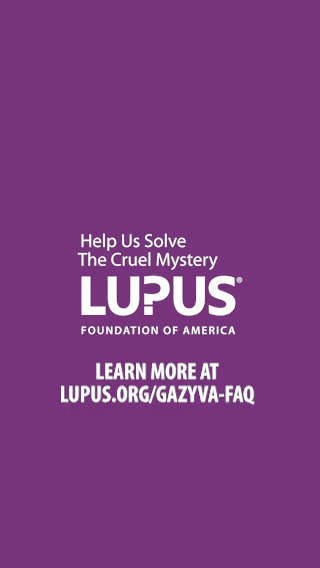 Help Us Solve
The Cruel Mystery
LUPUS®
FOUNDATION OF AMERICA
LEARN MORE AT
LUPUS.ORG/GAZYVA-FAQ